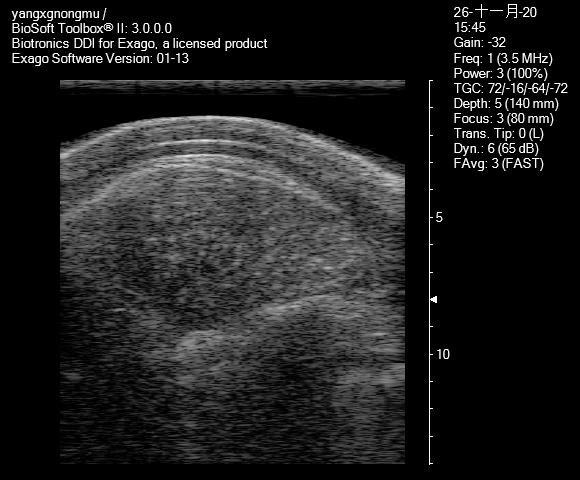 yangxgnongmu /
BioSoft Toolbox® II: 3.0.0.0
Biotronics DDI for Exago, a licensed product
Exago Software Version: 01-13
26-十一月-20
15:45
Gain: -32
Freq: 1 (3.5 MHz)
Power: 3 (100%)
TGC: 72/-16/-64/-72
Depth: 5 (140 mm)
Focus: 3 (80 mm)
Trans. Tip: 0 (L)
Dyn.: 6 (65 dB)
FAvg: 3 (FAST)
5
10